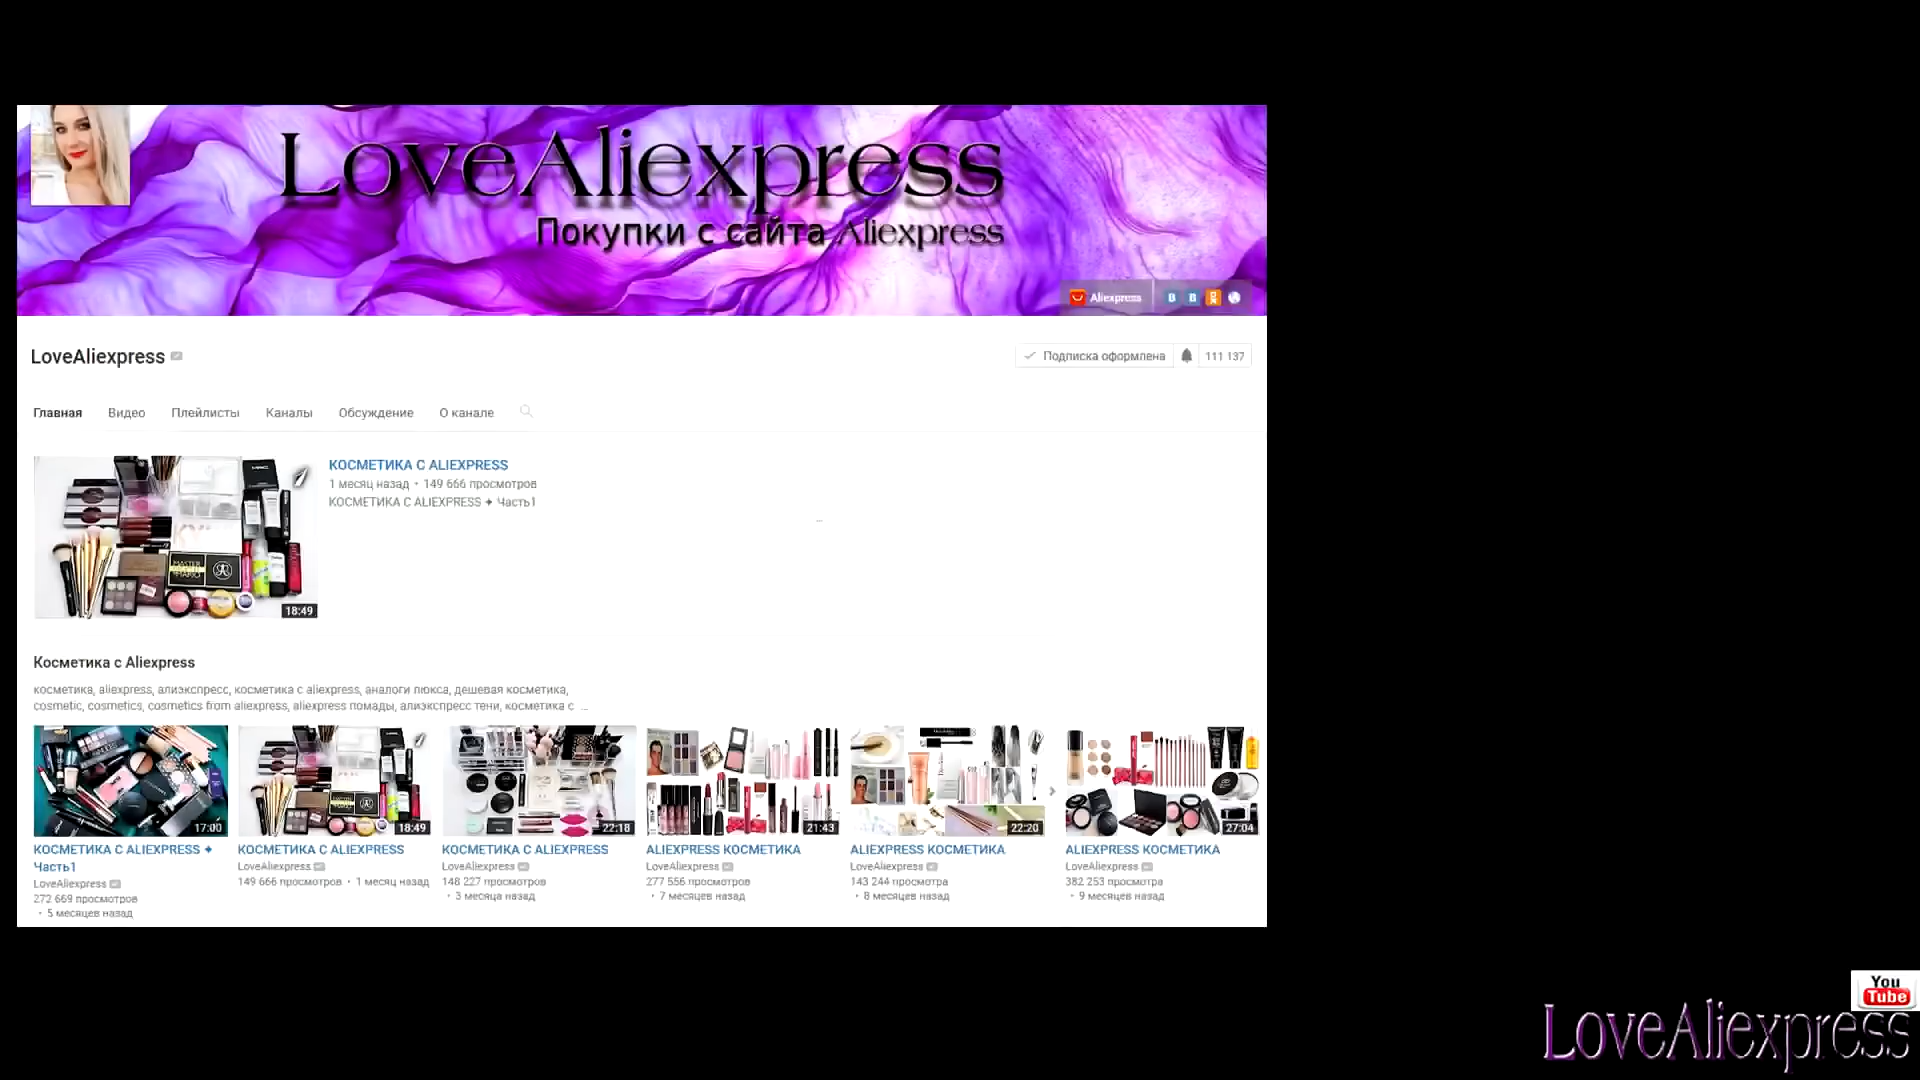 LoveAliexpress
Покупки с сайта Aliexpress
Aliexpress
LoveAliexpress
Подписка оформлена
111 137
Главная
Видео
Плейлисты
Каналы
Обсуждение
О канале
КОСМЕТИКА С ALIEXPRESS
1 месяц назад • 149 666 просмотров
КОСМЕТИКА С ALIEXPRESS ✦ Часть1
...
18:49
Косметика с Aliexpress
косметика, aliexpress, алиэкспресс, косметика с aliexpress, аналоги люкса, дешевая косметика,
cosmetic, cosmetics, cosmetics from aliexpress, aliexpress помады, алиэкспресс тени, косметика с ...
17:00
КОСМЕТИКА С ALIEXPRESS ✦
Часть1
LoveAliexpress
272 669 просмотров
• 5 месяцев назад
18:49
КОСМЕТИКА С ALIEXPRESS
LoveAliexpress
149 666 просмотров • 1 месяц назад
22:18
КОСМЕТИКА С ALIEXPRESS
LoveAliexpress
148 227 просмотров
• 3 месяца назад
21:43
ALIEXPRESS КОСМЕТИКА
LoveAliexpress
277 556 просмотров
• 7 месяцев назад
22:20
ALIEXPRESS КОСМЕТИКА
LoveAliexpress
143 244 просмотра
• 8 месяцев назад
27:04
ALIEXPRESS КОСМЕТИКА
LoveAliexpress
382 253 просмотра
• 9 месяцев назад
You
Tube
LoveAliexpress